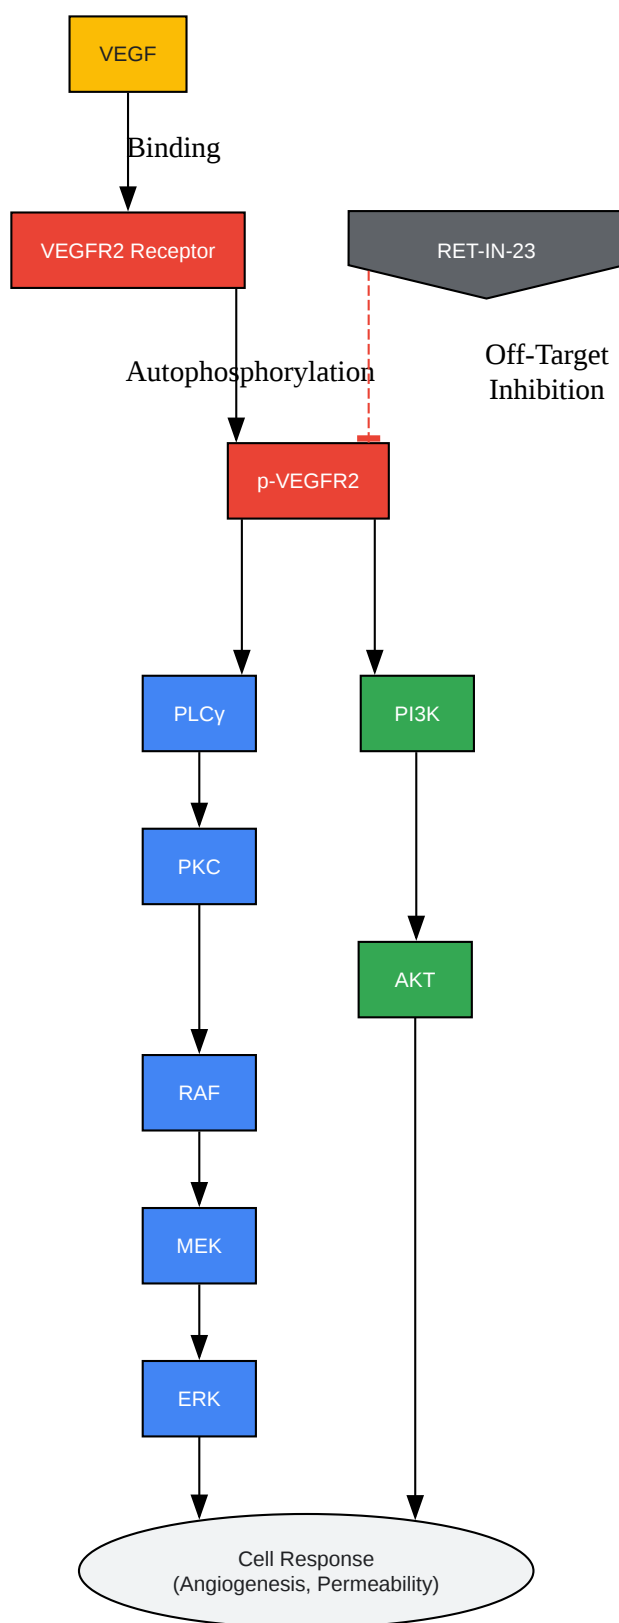 VEGF
Binding
VEGFR2 Receptor
RET-IN-23
Autophosphorylation
Off-Target
Inhibition
p-VEGFR2
PLCγ
PI3K
PKC
AKT
RAF
MEK
ERK
Cell Response
(Angiogenesis, Permeability)